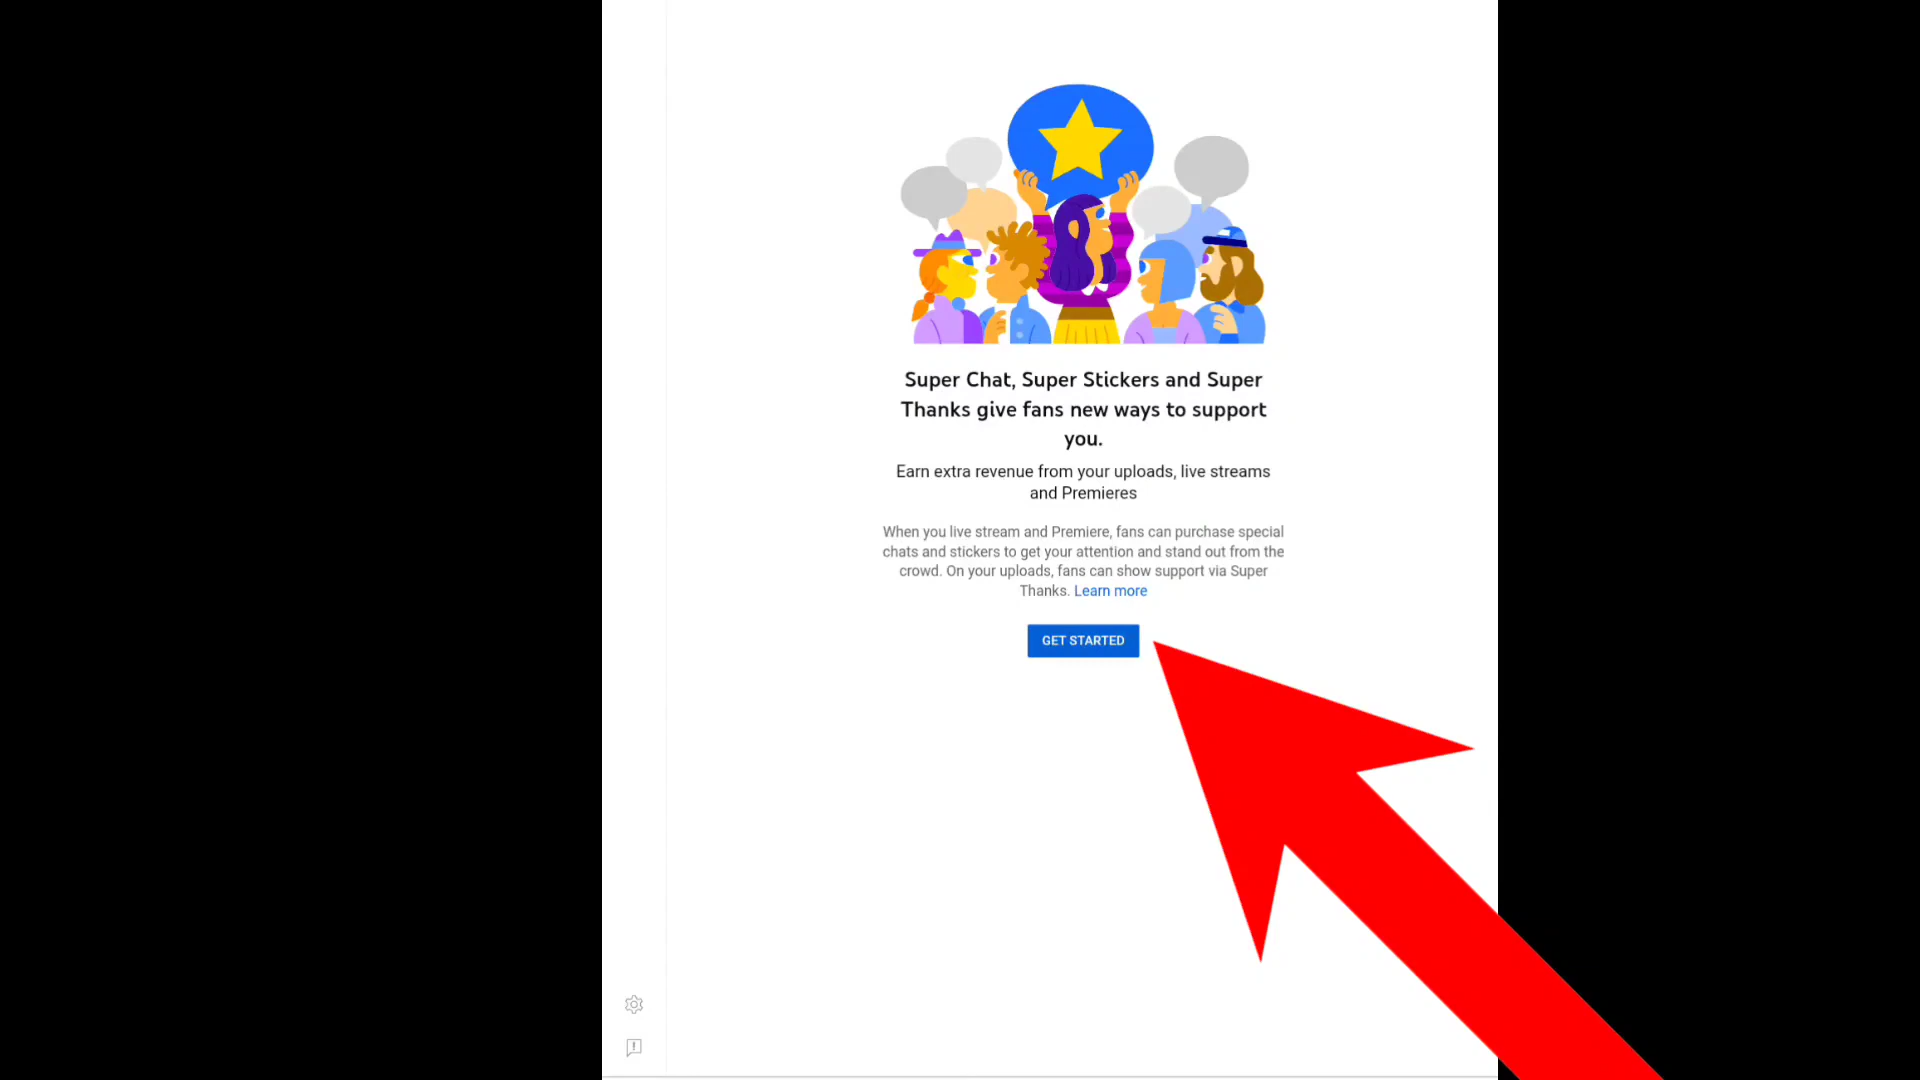 Super Chat, Super Stickers and Super
Thanks give fans new ways to support
you.
Earn extra revenue from your uploads, live streams
and Premieres
When you live stream and Premiere, fans can purchase special
chats and stickers to get your attention and stand out from the
crowd. On your uploads, fans can show support via Super
Thanks. Learn more
GET STARTED